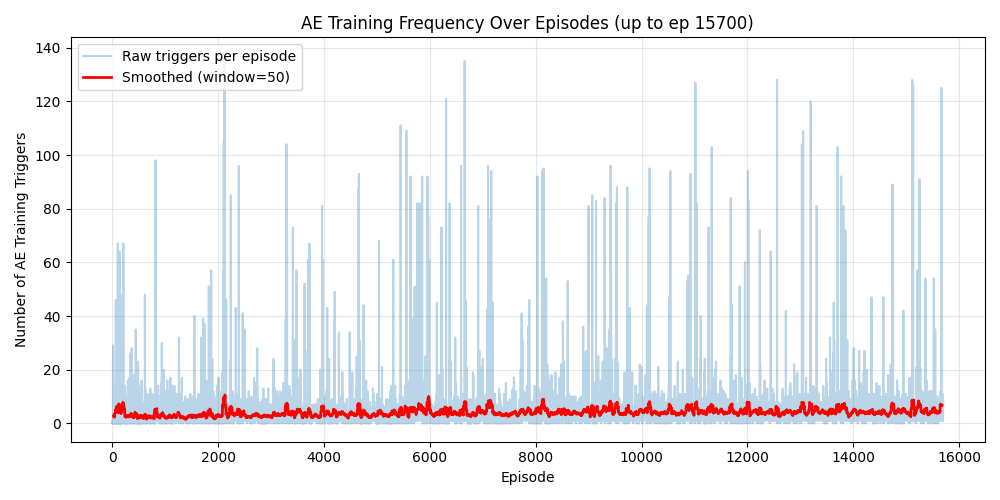 AE Training Frequency Over Episodes (up to ep 15700)
Raw triggers per episode
Smoothed (window=50)
Number of AE Training Triggers
140
120
100
80
60
40
20
0
0 2000 4000 6000 8000 10000 12000 14000 16000
Episode